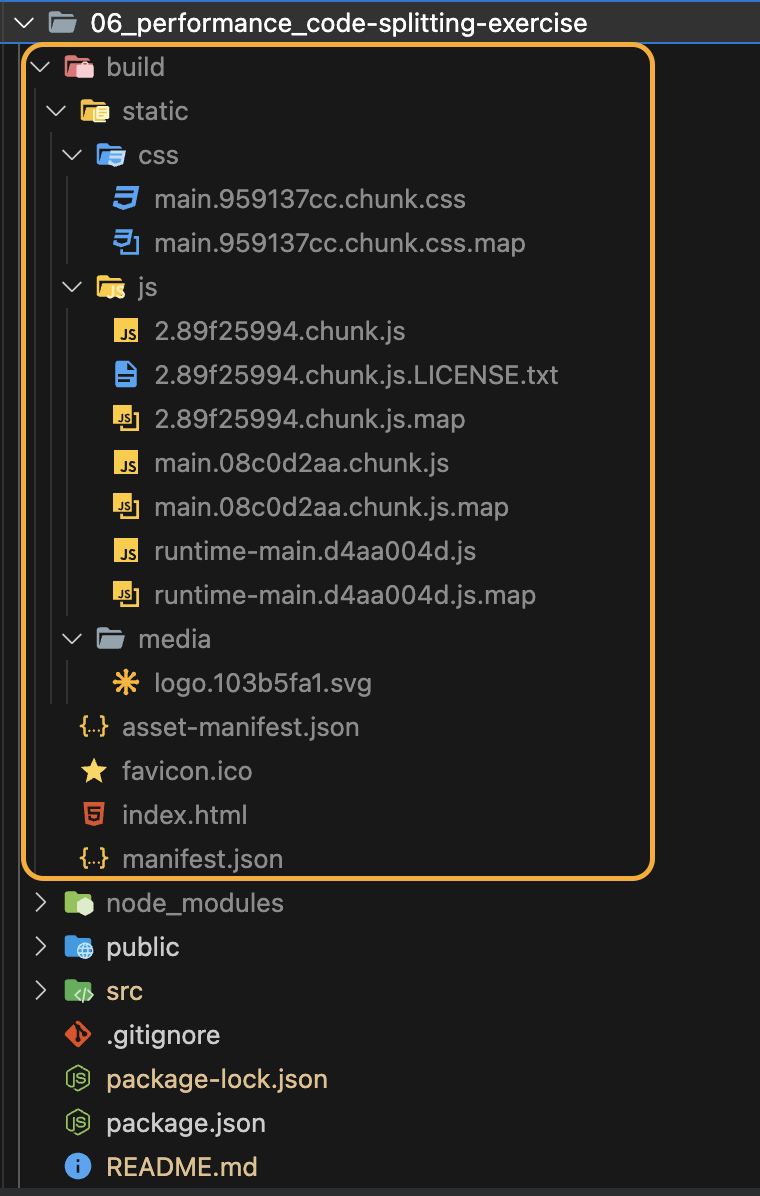 06_performance_code-splitting-exercise
build
static
css
main.959137cc.chunk.css
main.959137cc.chunk.css.map
js
2.89f25994.chunk.js
2.89f25994.chunk.js.LICENSE.txt
2.89f25994.chunk.js.map
main.08c0d2aa.chunk.js
main.08c0d2aa.chunk.js.map
runtime-main.d4aa004d.js
runtime-main.d4aa004d.js.map
media
logo.103b5fa1.svg
asset-manifest.json
favicon.ico
index.html
manifest.json
node_modules
public
src
.gitignore
package-lock.json
package.json
README.md